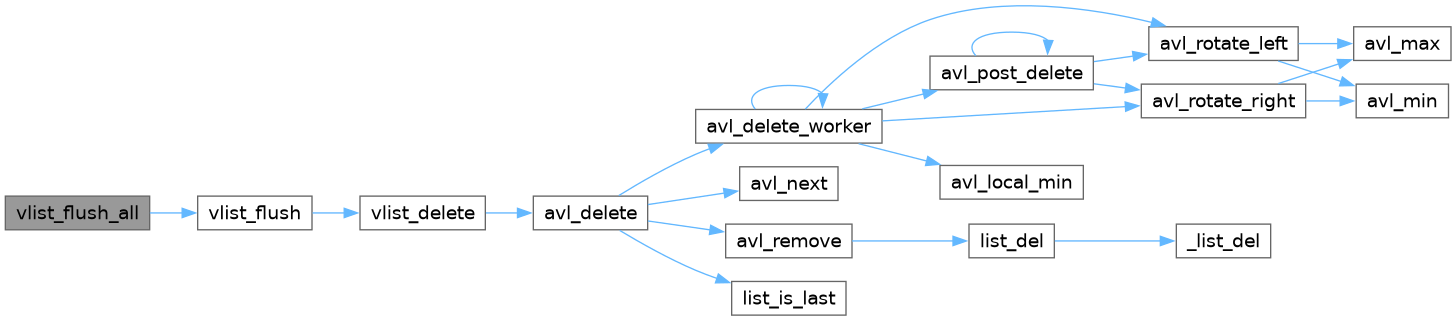 vlist_flush_all
vlist_flush
vlist_delete
avl_delete
avl_delete_worker
avl_next
avl_remove
list_is_last
avl_post_delete
avl_local_min
list_del
avl_rotate_left
avl_rotate_right
_list_del
avl_max
avl_min